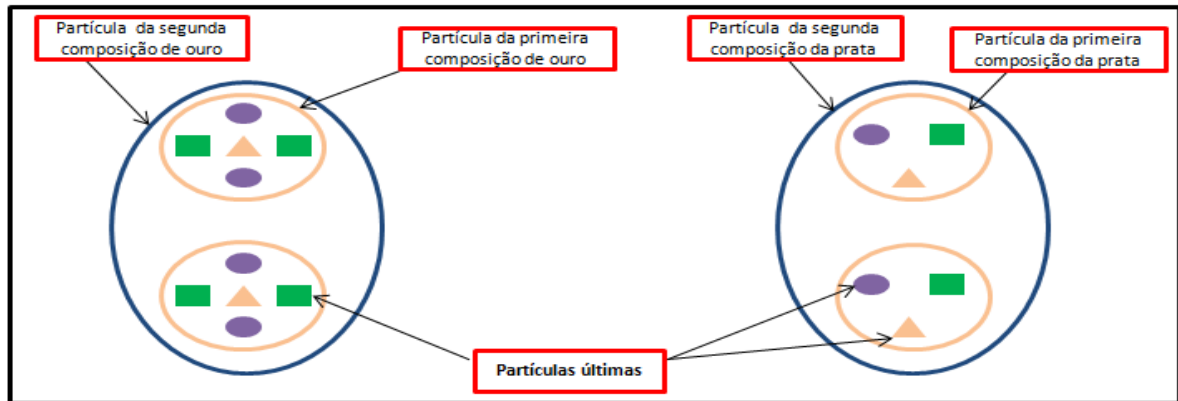 Partícula da segunda
composição de ouro
Partícula da primeira
composição de ouro
Partícula da segunda
composição da prata
Partícula da primeira
composição da prata
Partículas últimas